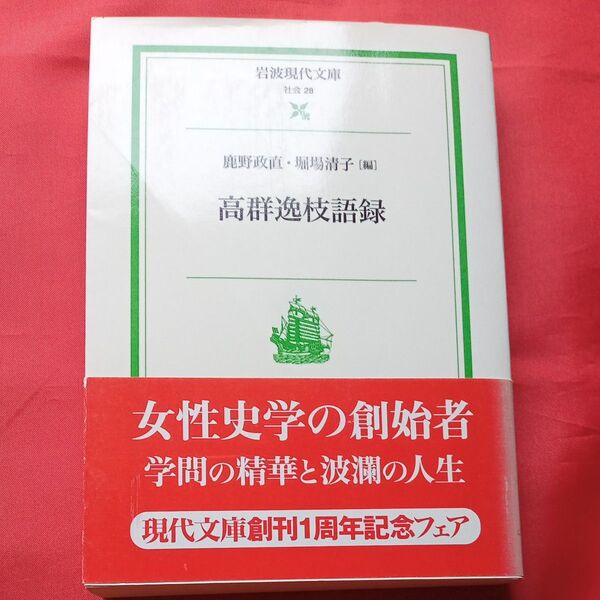 岩波現代文庫
社会 28
鹿野政直・堀場清子［編］
高群逸枝語録
女性史学の創始者
学問の精華と波瀾の人生
現代文庫創刊1周年記念フェア